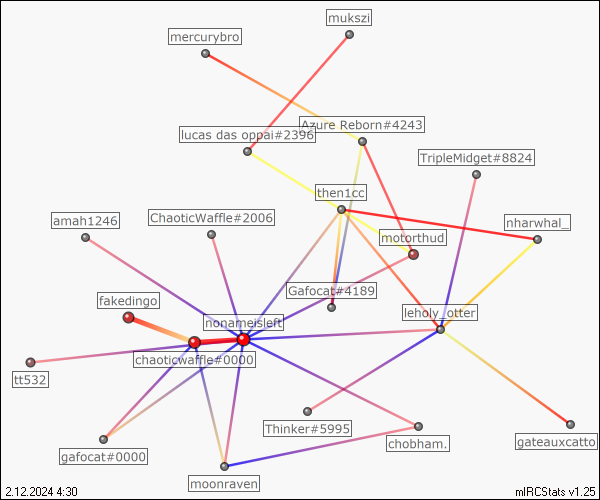 mukszi
mercurybro
Azure Reborn#4243
lucas das oppai#2396
TripleMidget#8824
then1cc
amah1246
ChaoticWaffle#2006
nharwhal_
motorthud
Gafocat#4189
fakedingo
leholy_otter
nonameisleft
chaoticwaffle#0000
tt532
Thinker#5995
chobham.
gateauxcatto
gafocat#0000
moonraven
2.12.2024 4:30
mIRCStats v1.25